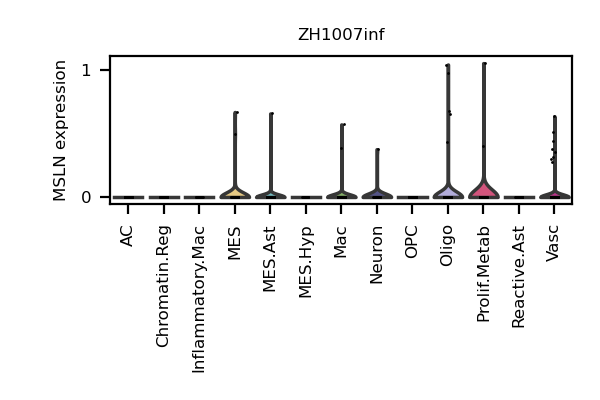 ZH1007inf
MSLN expression
1
0
AC
Chromatin.Reg
Inflammatory.Mac
MES
MES.Ast
MES.Hyp
Mac
Neuron
OPC
Oligo
Prolif.Metab
Reactive.Ast
Vasc